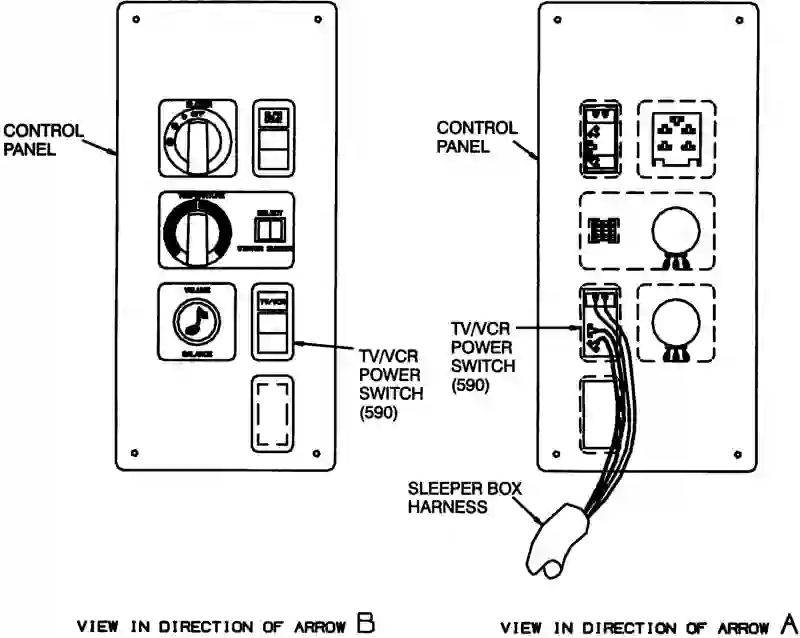 CONTROL
PANEL
OFF
TEMPERATURE
SELECT
VOLUME
BALANCE
TV/VCR
TV/VCR
POWER
SWITCH
(590)
VIEW IN DIRECTION OF ARROW B
CONTROL
PANEL
TV/VCR
POWER
SWITCH
(590)
SLEEPER BOX
HARNESS
VIEW IN DIRECTION OF ARROW A